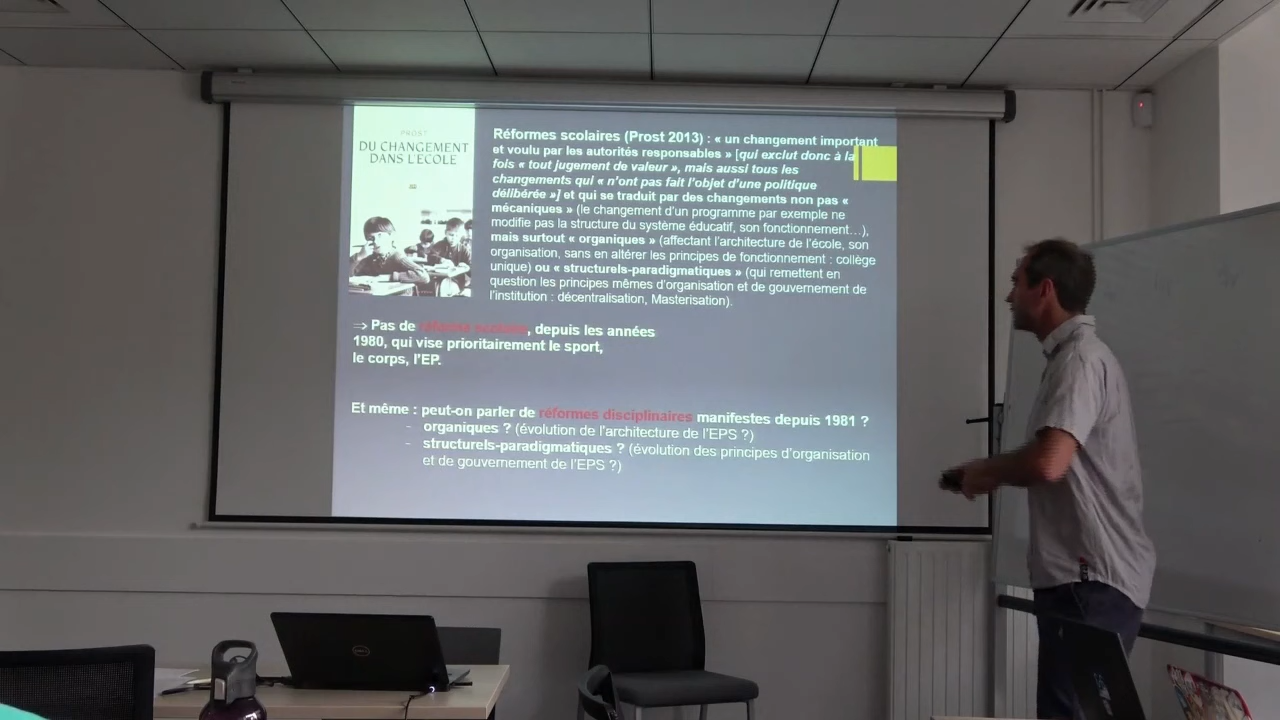 PROST
DU CHANGEMENT
DANS L'ÉCOLE
Réformes scolaires (Prost 2013) : « un changement important
et voulu par les autorités responsables » [qui exclut donc à la
fois « tout jugement de valeur », mais aussi tous les
changements qui « n'ont pas fait l'objet d'une politique
délibérée »] et qui se traduit par des changements non pas «
mécaniques » (le changement d'un programme par exemple ne
modifie pas la structure du système éducatif, son fonctionnement…),
mais surtout « organiques » (affectant l'architecture de l'école, son
organisation, sans en altérer les principes de fonctionnement : collège
unique) ou « structurels-paradigmatiques » (qui remettent en
question les principes mêmes d'organisation et de gouvernement de
l'institution : décentralisation, Masterisation).
⇒ Pas de réforme scolaire, depuis les années
1980, qui vise prioritairement le sport,
le corps, l'EP.
Et même : peut-on parler de réformes disciplinaires manifestes depuis 1981 ?
- organiques ? (évolution de l'architecture de l'EPS ?)
- structurels-paradigmatiques ? (évolution des principes d'organisation
et de gouvernement de l'EPS ?)
DELL